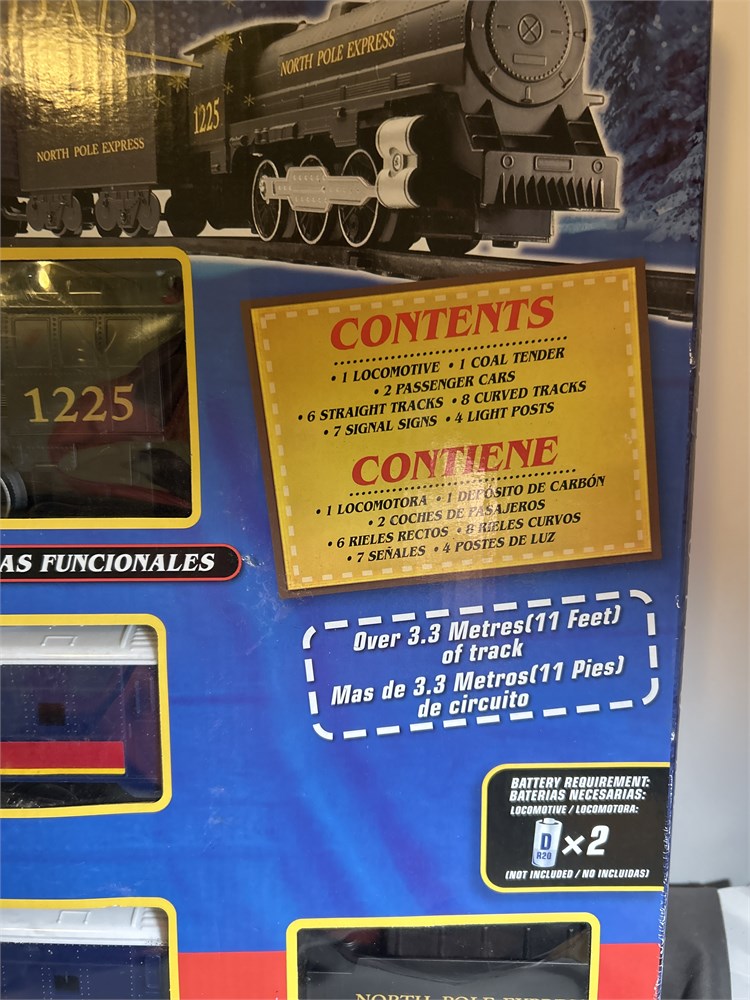 NORTH POLE EXPRESS
1225
NORTH POLE EXPRESS
1225
CONTENTS
• 1 LOCOMOTIVE • 1 COAL TENDER
• 2 PASSENGER CARS
• 6 STRAIGHT TRACKS • 8 CURVED TRACKS
• 7 SIGNAL SIGNS • 4 LIGHT POSTS
CONTIENE
• 1 LOCOMOTORA • 1 DEPÓSITO DE CARBÓN
• 2 COCHES DE PASAJEROS
• 6 RIELES RECTOS • 8 RIELES CURVOS
• 7 SEÑALES • 4 POSTES DE LUZ
AS FUNCIONALES
Over 3.3 Metres(11 Feet)
of track
Mas de 3.3 Metros(11 Pies)
de circuito
BATTERY REQUIREMENT:
BATERIAS NECESARIAS:
LOCOMOTIVE / LOCOMOTORA:
D
R20
×2
(NOT INCLUDED / NO INCLUIDAS)
NORTH POLE EXPRESS